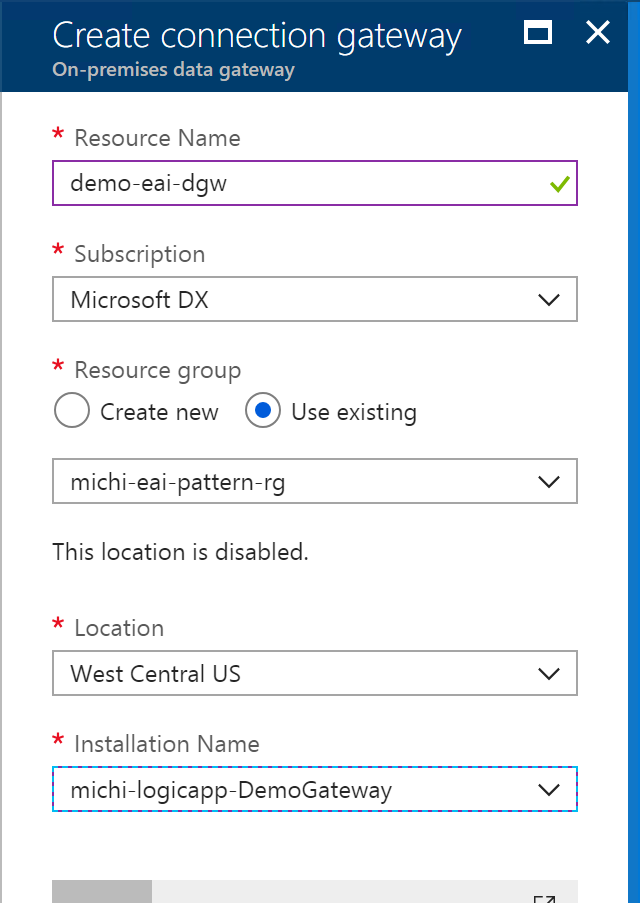 Create connection gateway
On-premises data gateway
* Resource Name
demo-eai-dgw
* Subscription
Microsoft DX
* Resource group
Create new Use existing
michi-eai-pattern-rg
This location is disabled.
* Location
West Central US
* Installation Name
michi-logicapp-DemoGateway